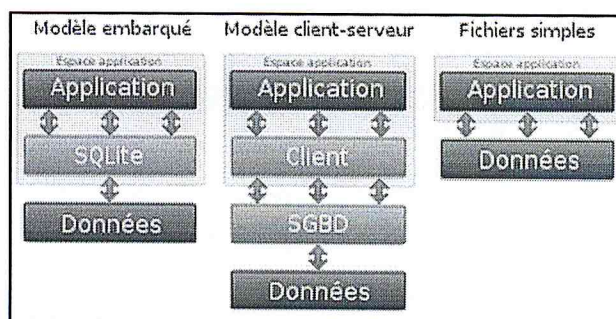 Modèle embarqué
Espace application
Application
SQLite
Données
Modèle client-serveur
Espace application
Application
Client
SGBD
Données
Fichiers simples
Espace application
Application
Données